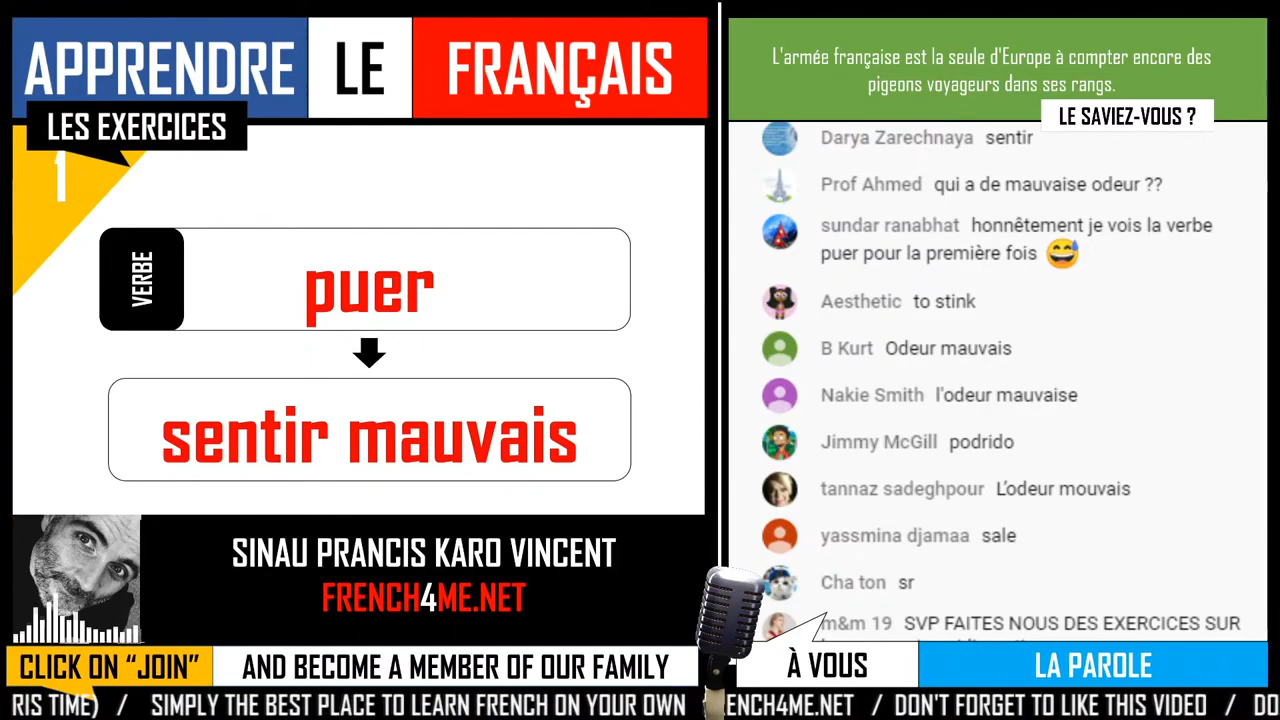 APPRENDRE LE FRANÇAIS
LES EXERCICES
1
VERBE
puer
sentir mauvais
SINAU PRANCIS KARO VINCENT
FRENCH4ME.NET
CLICK ON “JOIN” AND BECOME A MEMBER OF OUR FAMILY
L'armée française est la seule d'Europe à compter encore des
pigeons voyageurs dans ses rangs.
LE SAVIEZ-VOUS ?
Darya Zarechnaya sentir
Prof Ahmed qui a de mauvaise odeur ??
sundar ranabhat honnêtement je vois la verbe
puer pour la première fois 😅
Aesthetic to stink
B Kurt Odeur mauvais
Nakie Smith l'odeur mauvaise
Jimmy McGill podrido
tannaz sadeghpour L'odeur mouvais
yassmina djamaa sale
Cha ton sr
m&m 19 SVP FAITES NOUS DES EXERCICES SUR
À VOUS LA PAROLE
RIS TIME) / SIMPLY THE BEST PLACE TO LEARN FRENCH ON YOUR OWN ENCH4ME.NET / DON'T FORGET TO LIKE THIS VIDEO / DO